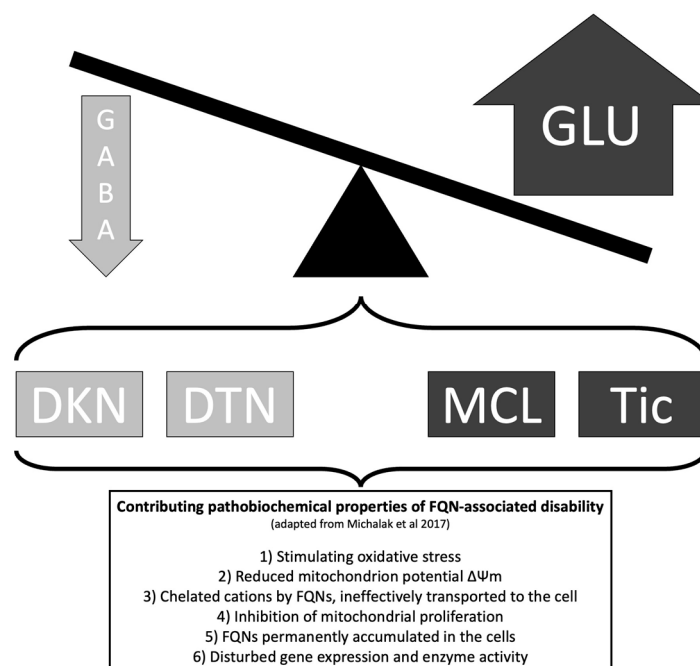 G
A
B
A
GLU
DKN
DTN
MCL
Tic
Contributing pathobiochemical properties of FQN-associated disability
(adapted from Michalak et al 2017)
1) Stimulating oxidative stress
2) Reduced mitochondrion potential ΔΨm
3) Chelated cations by FQNs, ineffectively transported to the cell
4) Inhibition of mitochondrial proliferation
5) FQNs permanently accumulated in the cells
6) Disturbed gene expression and enzyme activity